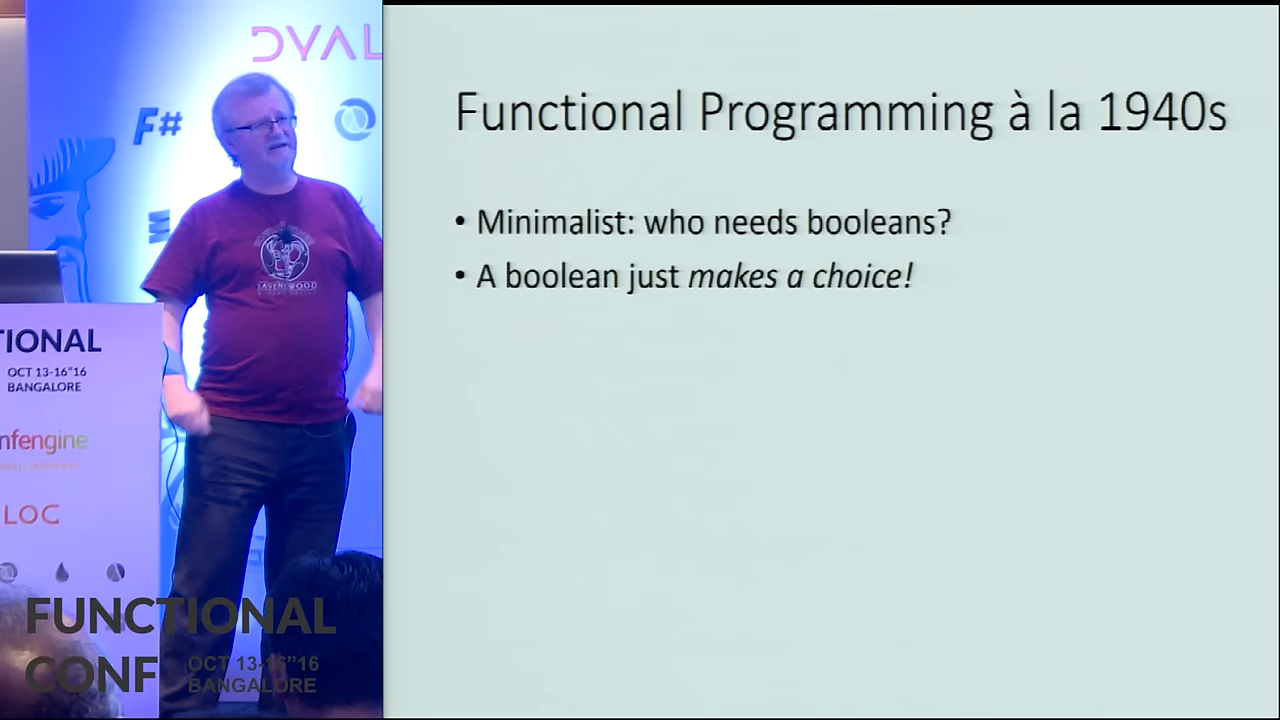 DYAL
F#
TIONAL
OCT 13-16"16
BANGALORE
nfengine
LOC
FUNCTIONAL
CONF
OCT 13-16"16
BANGALORE
Functional Programming à la 1940s
• Minimalist: who needs booleans?
• A boolean just makes a choice!